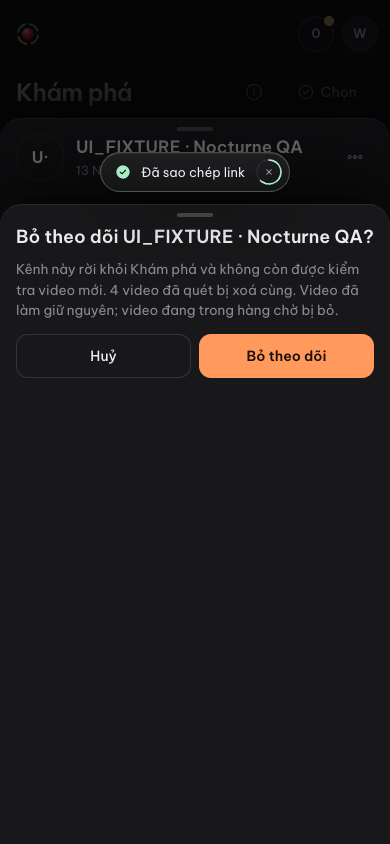 0
W
Khám phá
Chọn
U·
UI_FIXTURE · Nocturne QA
13 N
Đã sao chép link
Bỏ theo dõi UI_FIXTURE · Nocturne QA?
Kênh này rời khỏi Khám phá và không còn được kiểm
tra video mới. 4 video đã quét bị xoá cùng. Video đã
làm giữ nguyên; video đang trong hàng chờ bị bỏ.
Huỷ
Bỏ theo dõi